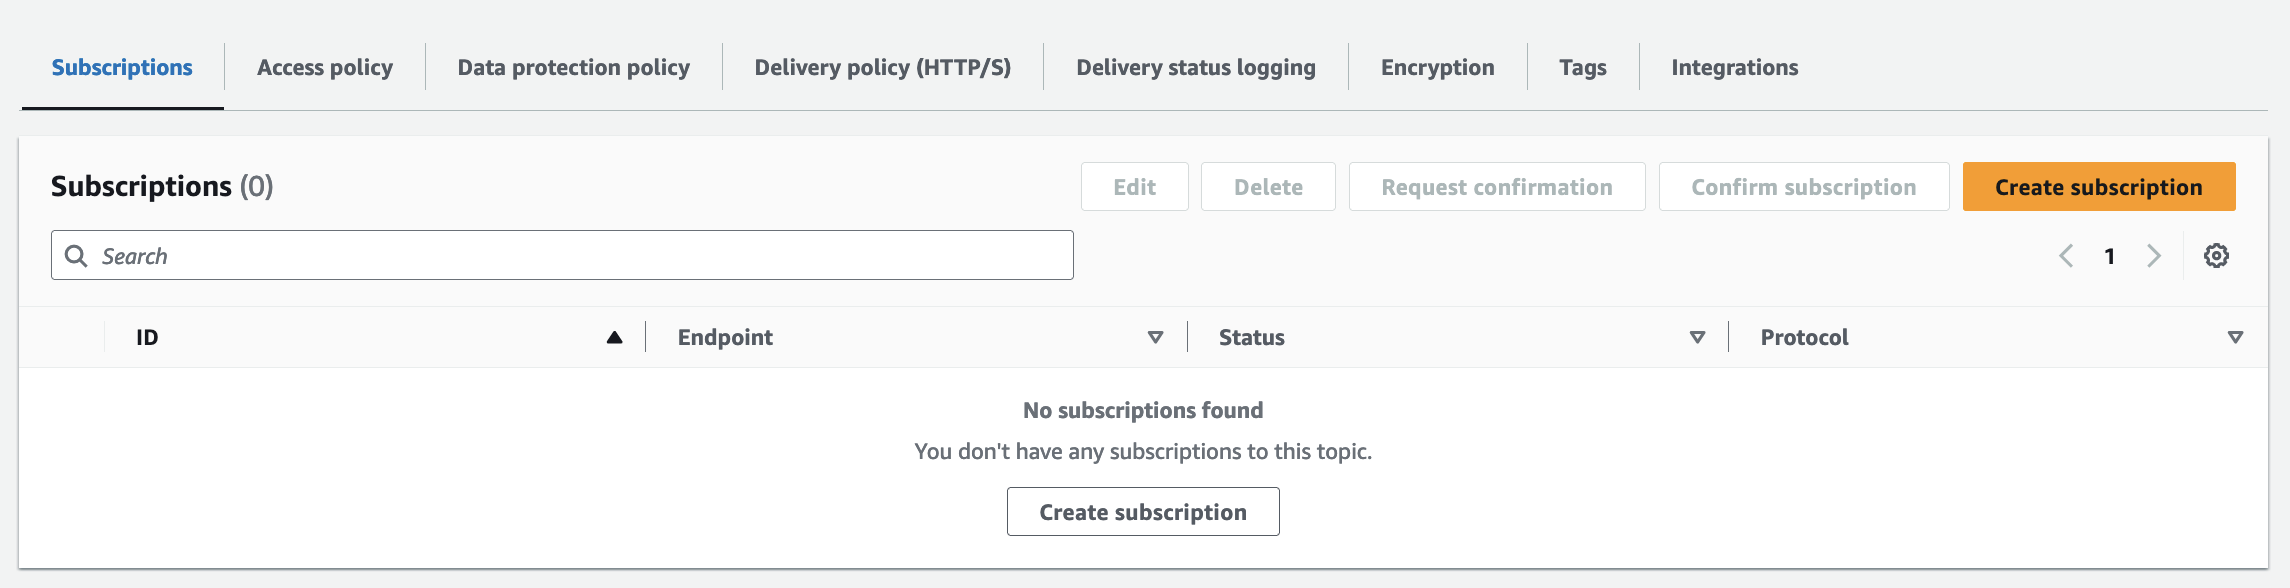 Subscriptions Access policy Data protection policy Delivery policy (HTTP/S) Delivery status logging Encryption Tags Integrations
Subscriptions (0) Edit Delete Request confirmation Confirm subscription Create subscription
Search 1
ID Endpoint Status Protocol
No subscriptions found
You don't have any subscriptions to this topic.
Create subscription